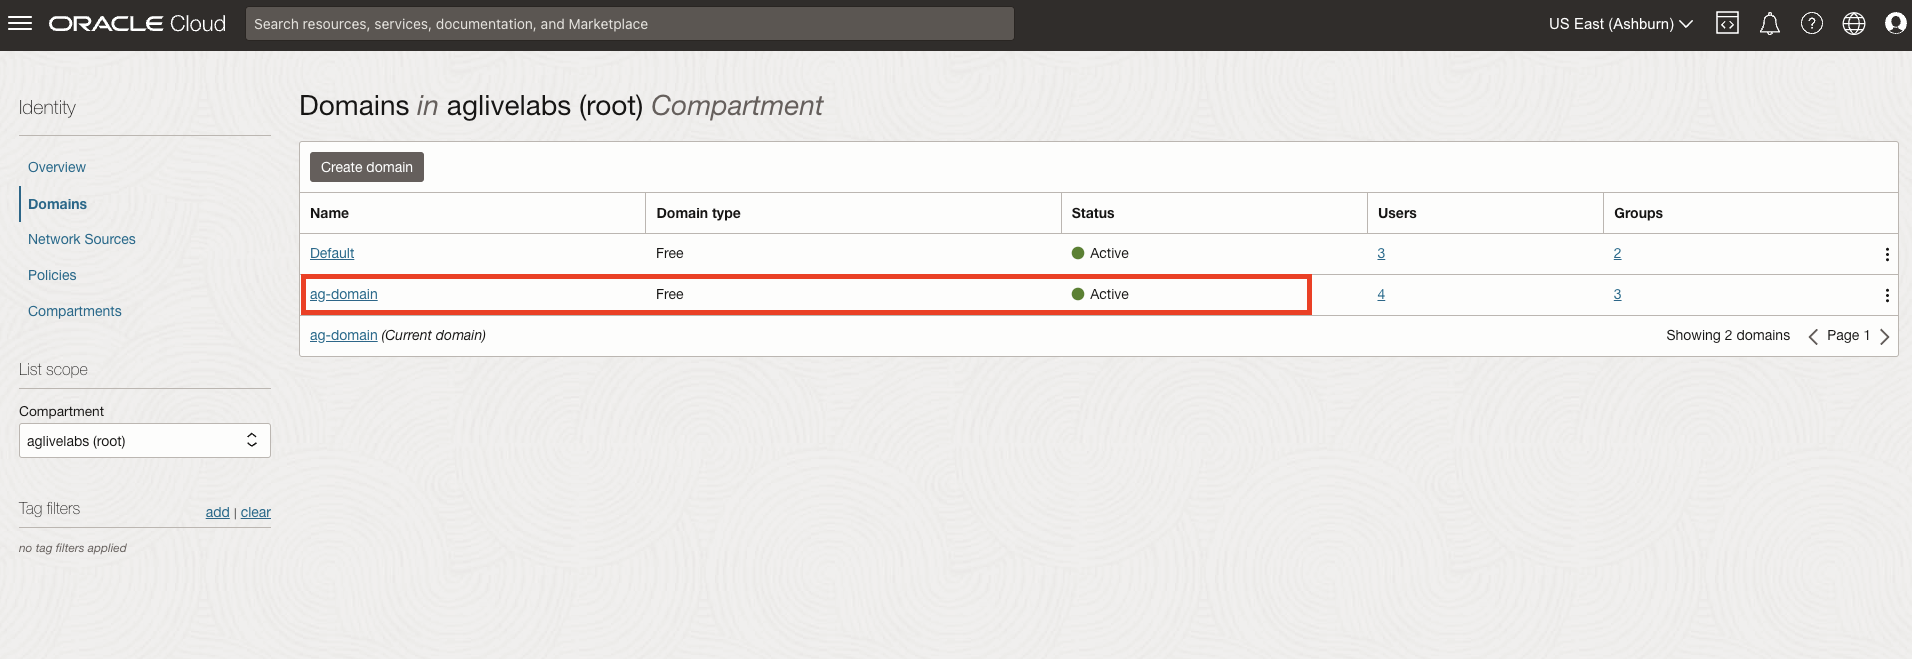 ORACLE Cloud
Search resources, services, documentation, and Marketplace
US East (Ashburn)
Identity
Overview
Domains
Network Sources
Policies
Compartments
List scope
Compartment
aglivelabs (root)
Tag filters
add | clear
no tag filters applied
Domains in aglivelabs (root) Compartment
Create domain
Name Domain type Status Users Groups
Default Free Active 3 2
ag-domain Free Active 4 3
ag-domain (Current domain) Showing 2 domains Page 1